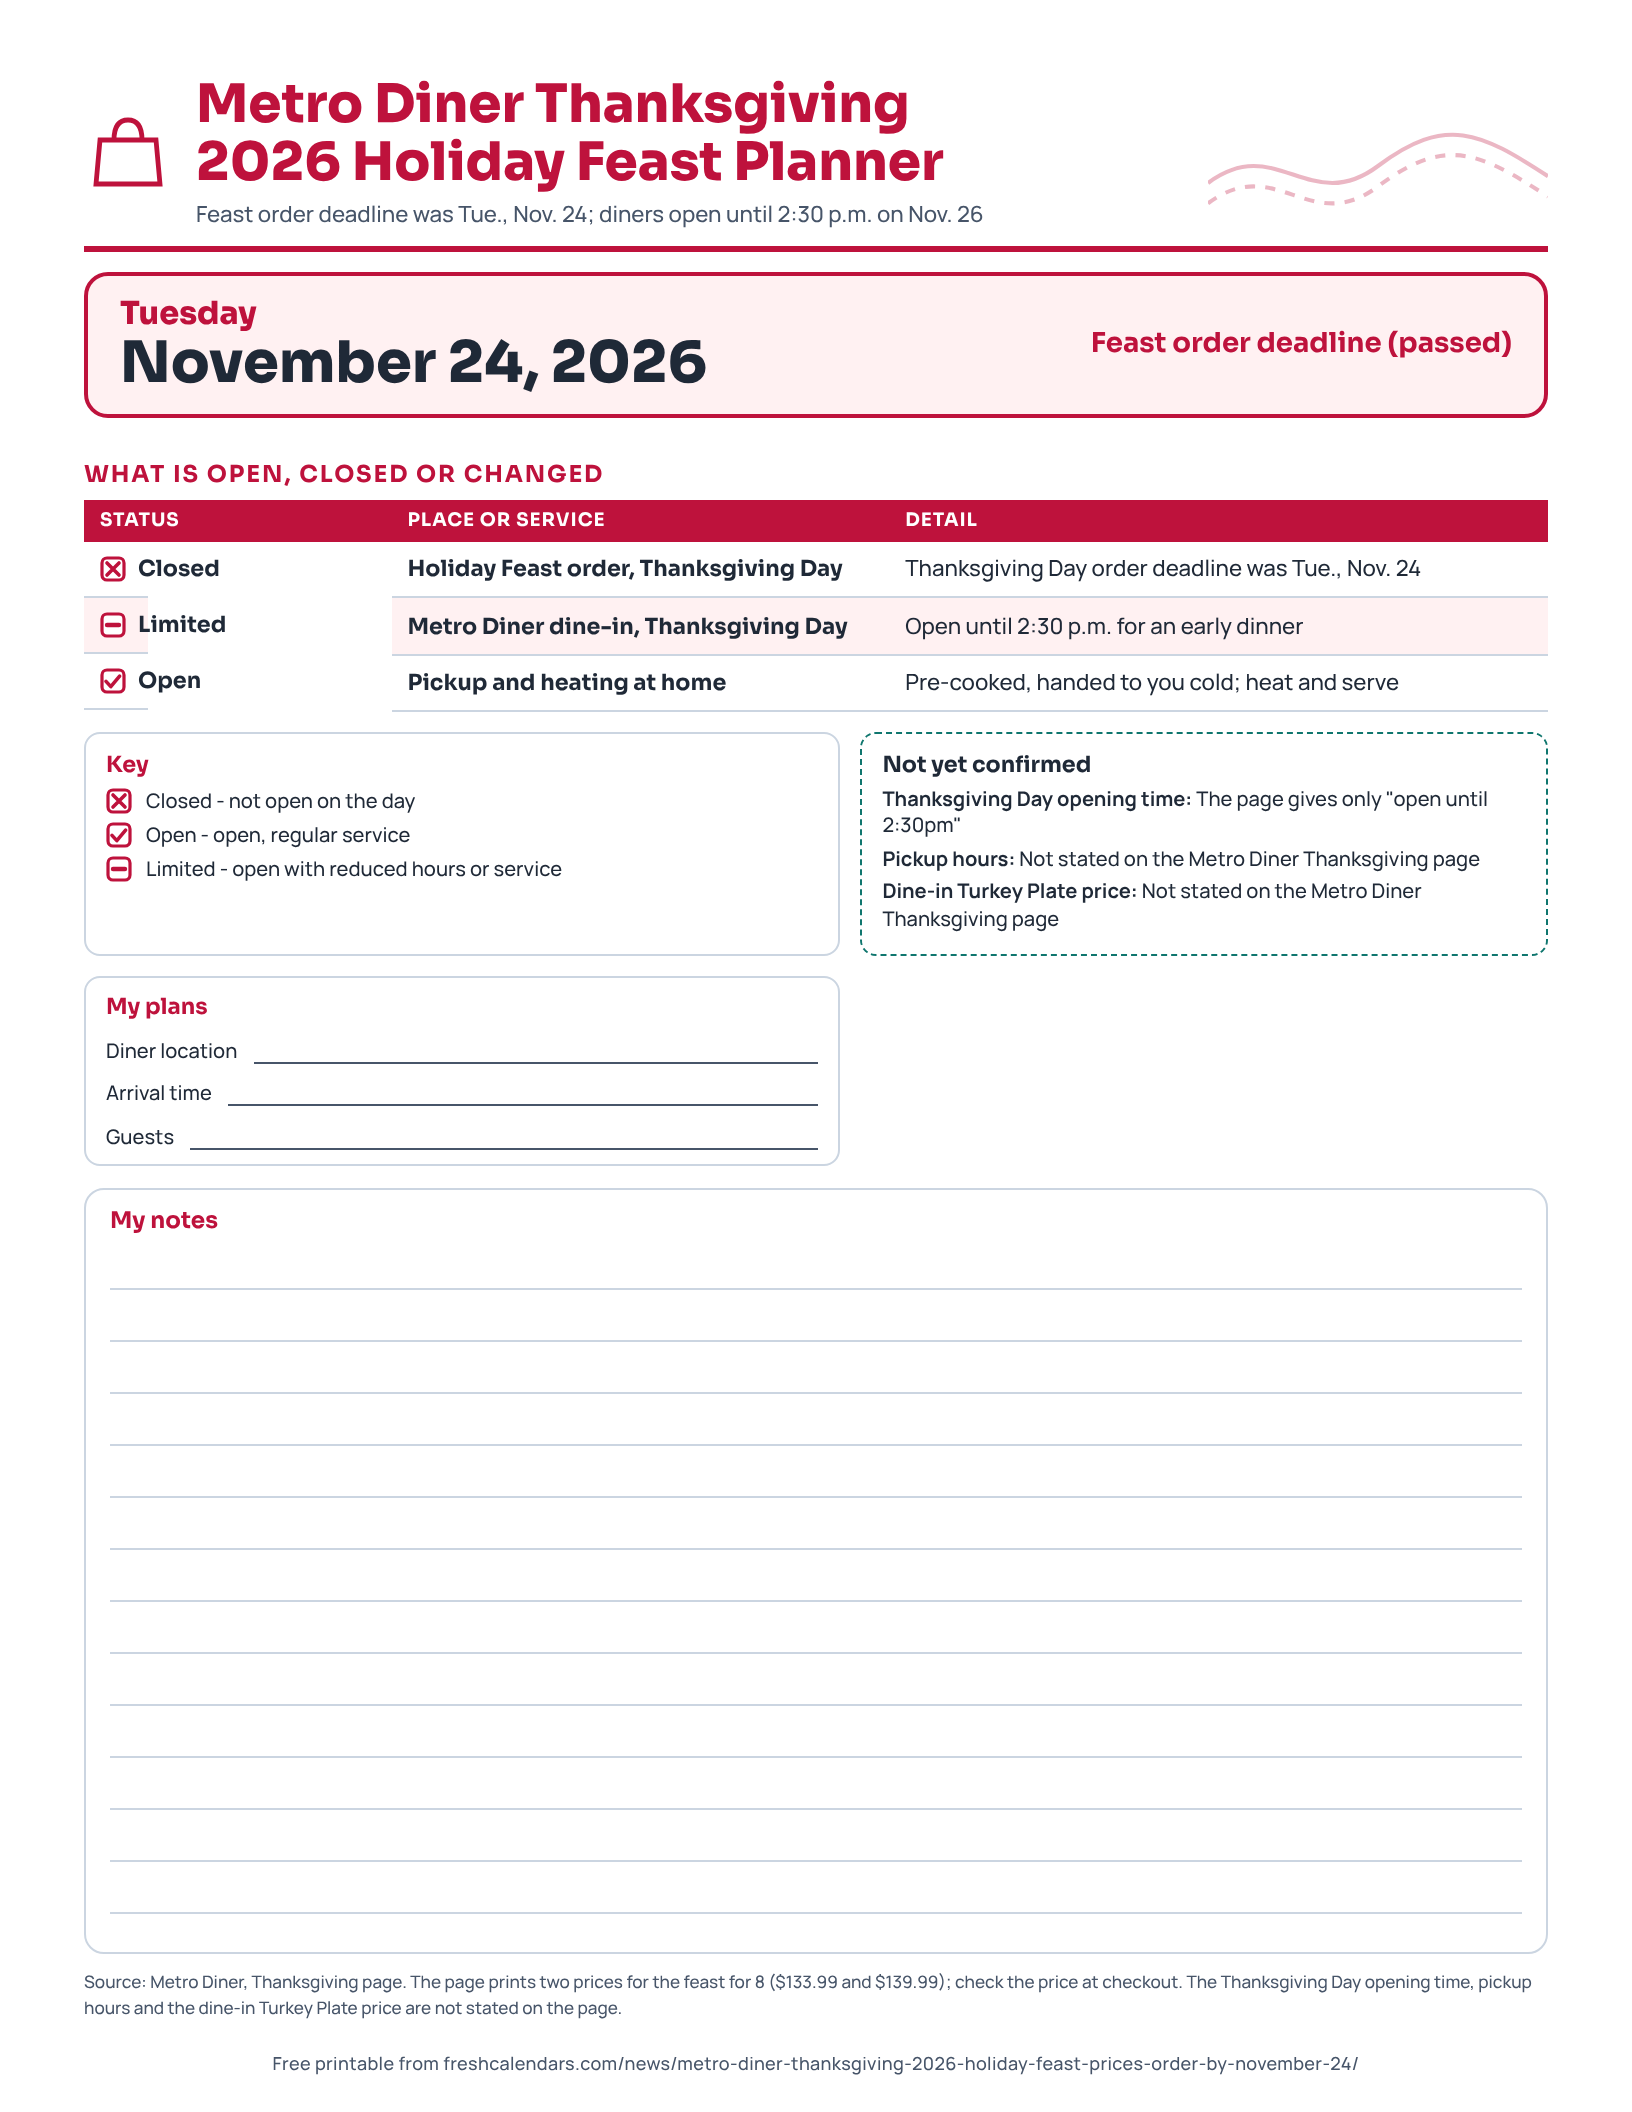 Metro Diner Thanksgiving
2026 Holiday Feast Planner
Feast order deadline was Tue., Nov. 24; diners open until 2:30 p.m. on Nov. 26
Tuesday
November 24, 2026
Feast order deadline (passed)
WHAT IS OPEN, CLOSED OR CHANGED
STATUS PLACE OR SERVICE DETAIL
Closed Holiday Feast order, Thanksgiving Day Thanksgiving Day order deadline was Tue., Nov. 24
Limited Metro Diner dine-in, Thanksgiving Day Open until 2:30 p.m. for an early dinner
Open Pickup and heating at home Pre-cooked, handed to you cold; heat and serve
Key
Closed - not open on the day
Open - open, regular service
Limited - open with reduced hours or service
Not yet confirmed
Thanksgiving Day opening time: The page gives only "open until
2:30pm"
Pickup hours: Not stated on the Metro Diner Thanksgiving page
Dine-in Turkey Plate price: Not stated on the Metro Diner
Thanksgiving page
My plans
Diner location
Arrival time
Guests
My notes
Source: Metro Diner, Thanksgiving page. The page prints two prices for the feast for 8 ($133.99 and $139.99); check the price at checkout. The Thanksgiving Day opening time, pickup
hours and the dine-in Turkey Plate price are not stated on the page.
Free printable from freshcalendars.com/news/metro-diner-thanksgiving-2026-holiday-feast-prices-order-by-november-24/